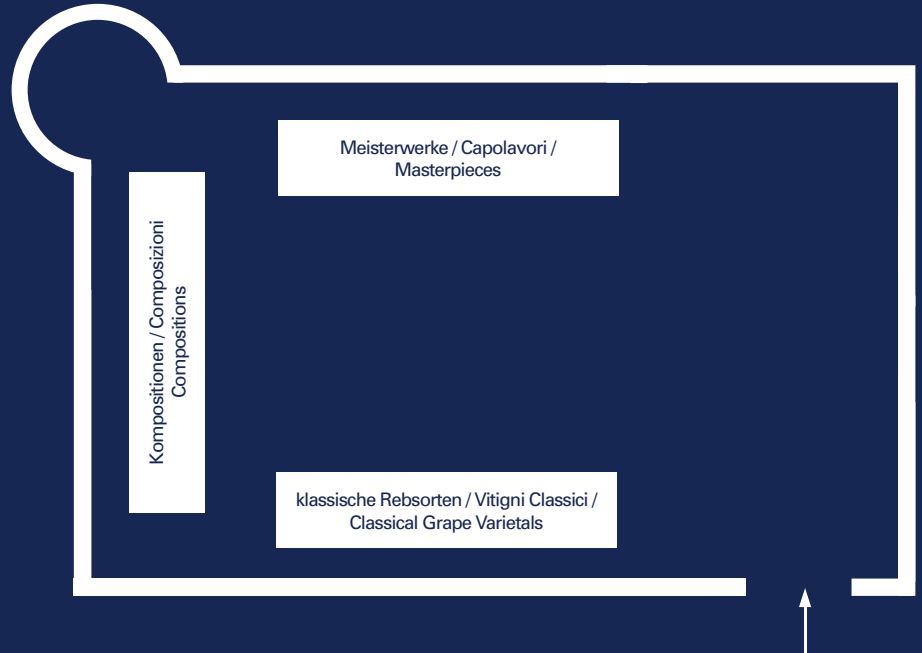 Meisterwerke / Capolavori /
Masterpieces
Kompositionen / Composizioni
Compositions
klassische Rebsorten / Vitigni Classici /
Classical Grape Varietals